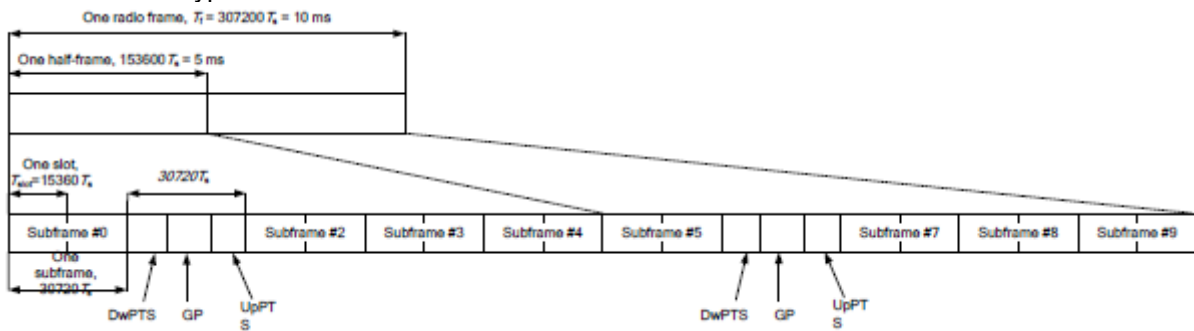 One radio frame, Tf = 307200 Ts = 10 ms
One half-frame, 153600 Ts = 5 ms
One slot,
Tslot=15360 Ts
30720Ts
Subframe #0
Subframe #2
Subframe #3
Subframe #4
Subframe #5
Subframe #7
Subframe #8
Subframe #9
One
subframe,
30720 Ts
DwPTS
GP
UpPT
S
DwPTS
GP
UpPT
S